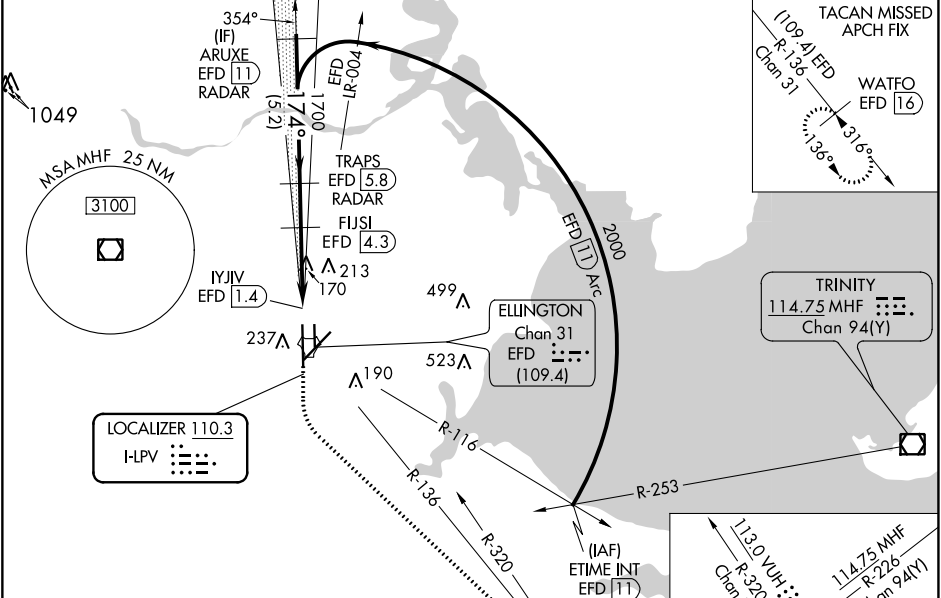 354°
(IF)
ARUXE
EFD 11
RADAR
1049
174°
(5.2)
1700
EFD
LR-004
TRAPS
EFD 5.8
RADAR
FIJSI
EFD 4.3
MSA MHF 25 NM
3100
IYJIV
EFD 1.4
213
170
237
499
523
190
EFD 11 Arc
2000
ELLINGTON
Chan 31
EFD
(109.4)
LOCALIZER 110.3
I-LPV
TACAN MISSED
APCH FIX
(109.4) EFD
R-136
Chan 31
WATFO
EFD 16
316°
136°
TRINITY
114.75 MHF
Chan 94(Y)
R-116
R-136
R-320
R-253
(IAF)
ETIME INT
EFD 11
113.0 VUH
R-320
Chan
114.75 MHF
R-226
an 94(Y)